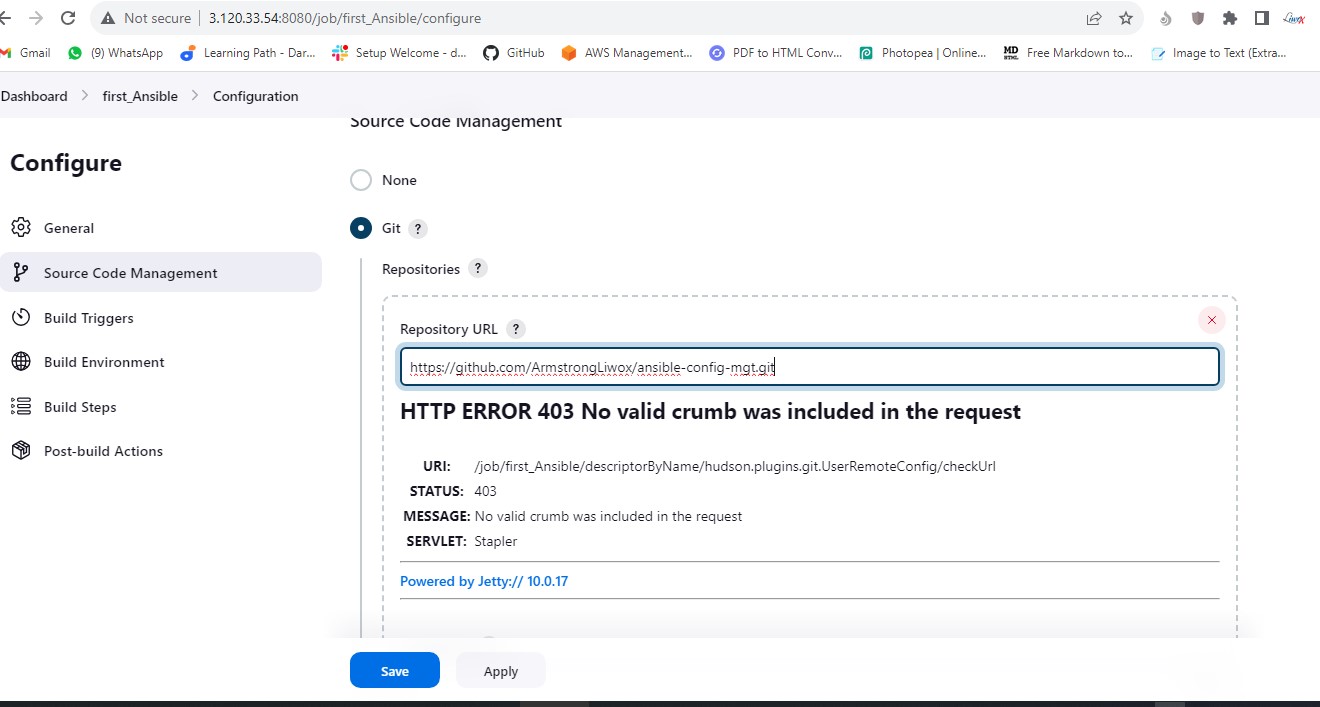 Not secure | 3.120.33.54:8080/job/first_Ansible/configure
Gmail (9) WhatsApp Learning Path - Dar... Setup Welcome - d... GitHub AWS Management... PDF to HTML Conv... Photopea | Online... MD HTML Free Markdown to... Image to Text (Extra...
Dashboard > first_Ansible > Configuration
Source Code Management
Configure
None
General
Git ?
Source Code Management
Repositories ?
Build Triggers
Repository URL ?
Build Environment
https://github.com/ArmstrongLiwox/ansible-config-mgt.git
Build Steps
HTTP ERROR 403 No valid crumb was included in the request
Post-build Actions
URI: /job/first_Ansible/descriptorByName/hudson.plugins.git.UserRemoteConfig/checkUrl
STATUS: 403
MESSAGE: No valid crumb was included in the request
SERVLET: Stapler
Powered by Jetty:// 10.0.17
Save Apply